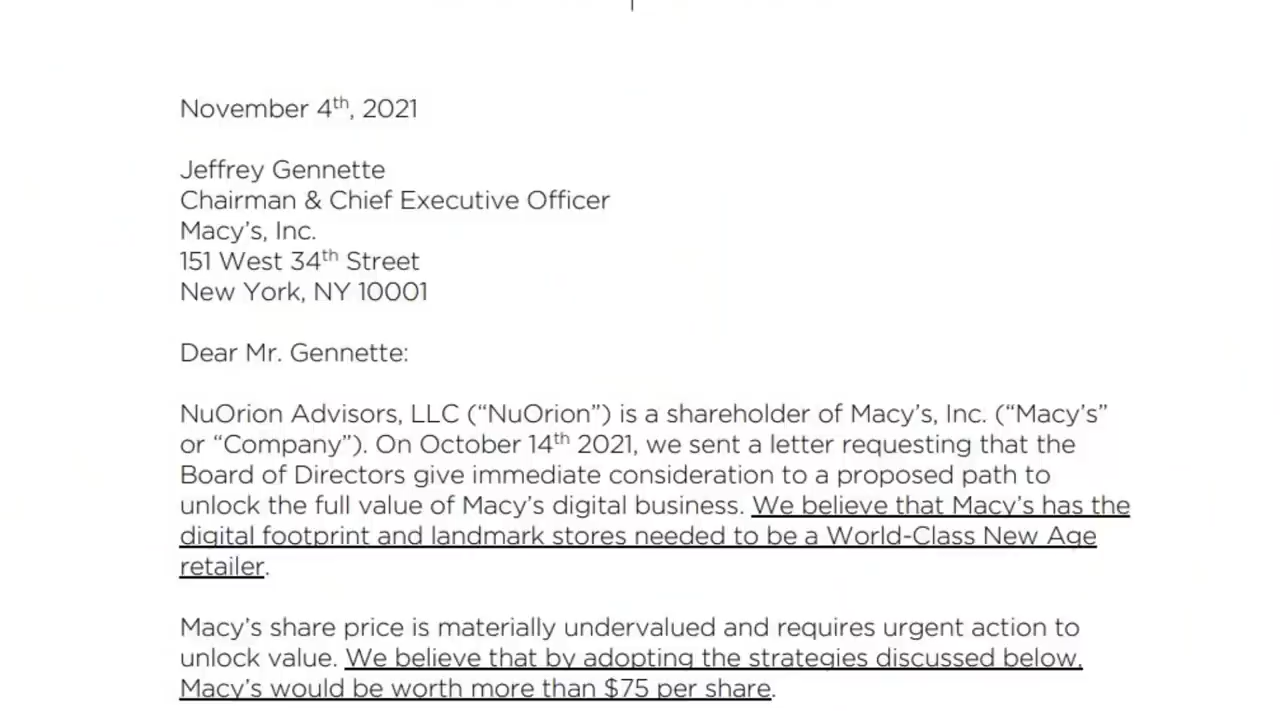 November 4th, 2021
Jeffrey Gennette
Chairman & Chief Executive Officer
Macy’s, Inc.
151 West 34th Street
New York, NY 10001
Dear Mr. Gennette:
NuOrion Advisors, LLC (“NuOrion”) is a shareholder of Macy’s, Inc. (“Macy’s”
or “Company”). On October 14th 2021, we sent a letter requesting that the
Board of Directors give immediate consideration to a proposed path to
unlock the full value of Macy’s digital business. We believe that Macy’s has the
digital footprint and landmark stores needed to be a World-Class New Age
retailer.
Macy’s share price is materially undervalued and requires urgent action to
unlock value. We believe that by adopting the strategies discussed below,
Macy’s would be worth more than $75 per share.